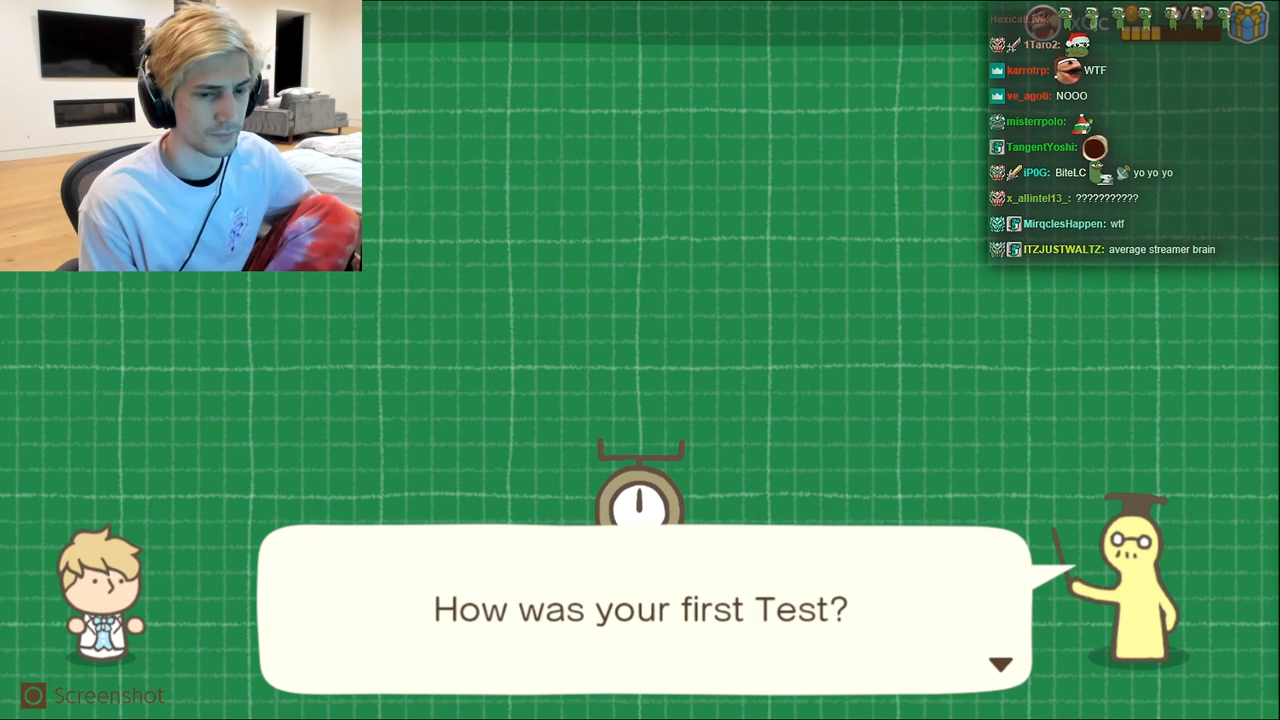 HexicalLive:
1Taro2:
karrotrp: WTF
ve_agoti: NOOO
misterrpolo:
TangentYoshi:
iP0G: BiteLC yo yo yo
x_allintel13_: ???????????
MirqclesHappen: wtf
ITZJUSTWALTZ: average streamer brain
How was your first Test?
Screenshot